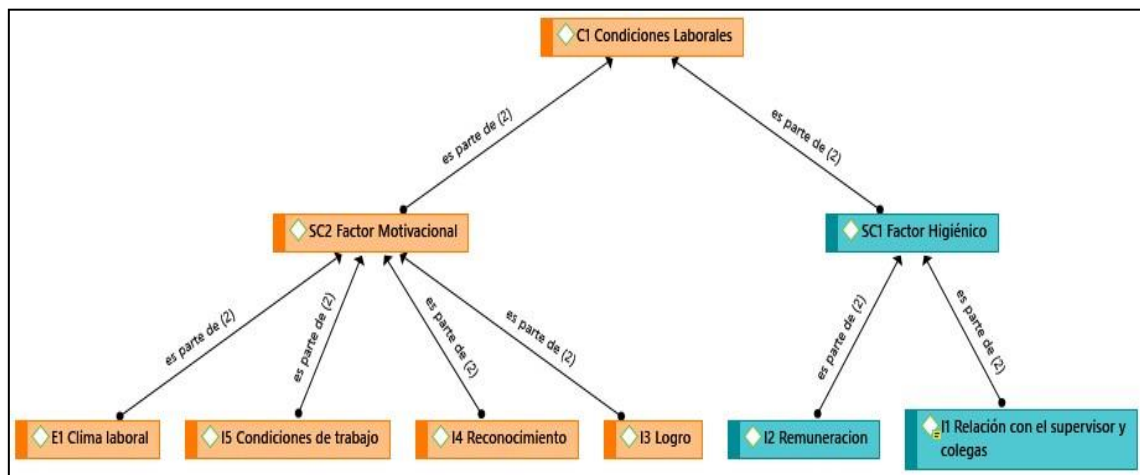 C1 Condiciones Laborales
es parte de (2)
es parte de (2)
SC2 Factor Motivacional
SC1 Factor Higiénico
es parte de (2)
es parte de (2)
es parte de (2)
es parte de (2)
es parte de (2)
es parte de (2)
E1 Clima laboral
I5 Condiciones de trabajo
I4 Reconocimiento
I3 Logro
I2 Remuneracion
I1 Relación con el supervisor y
colegas